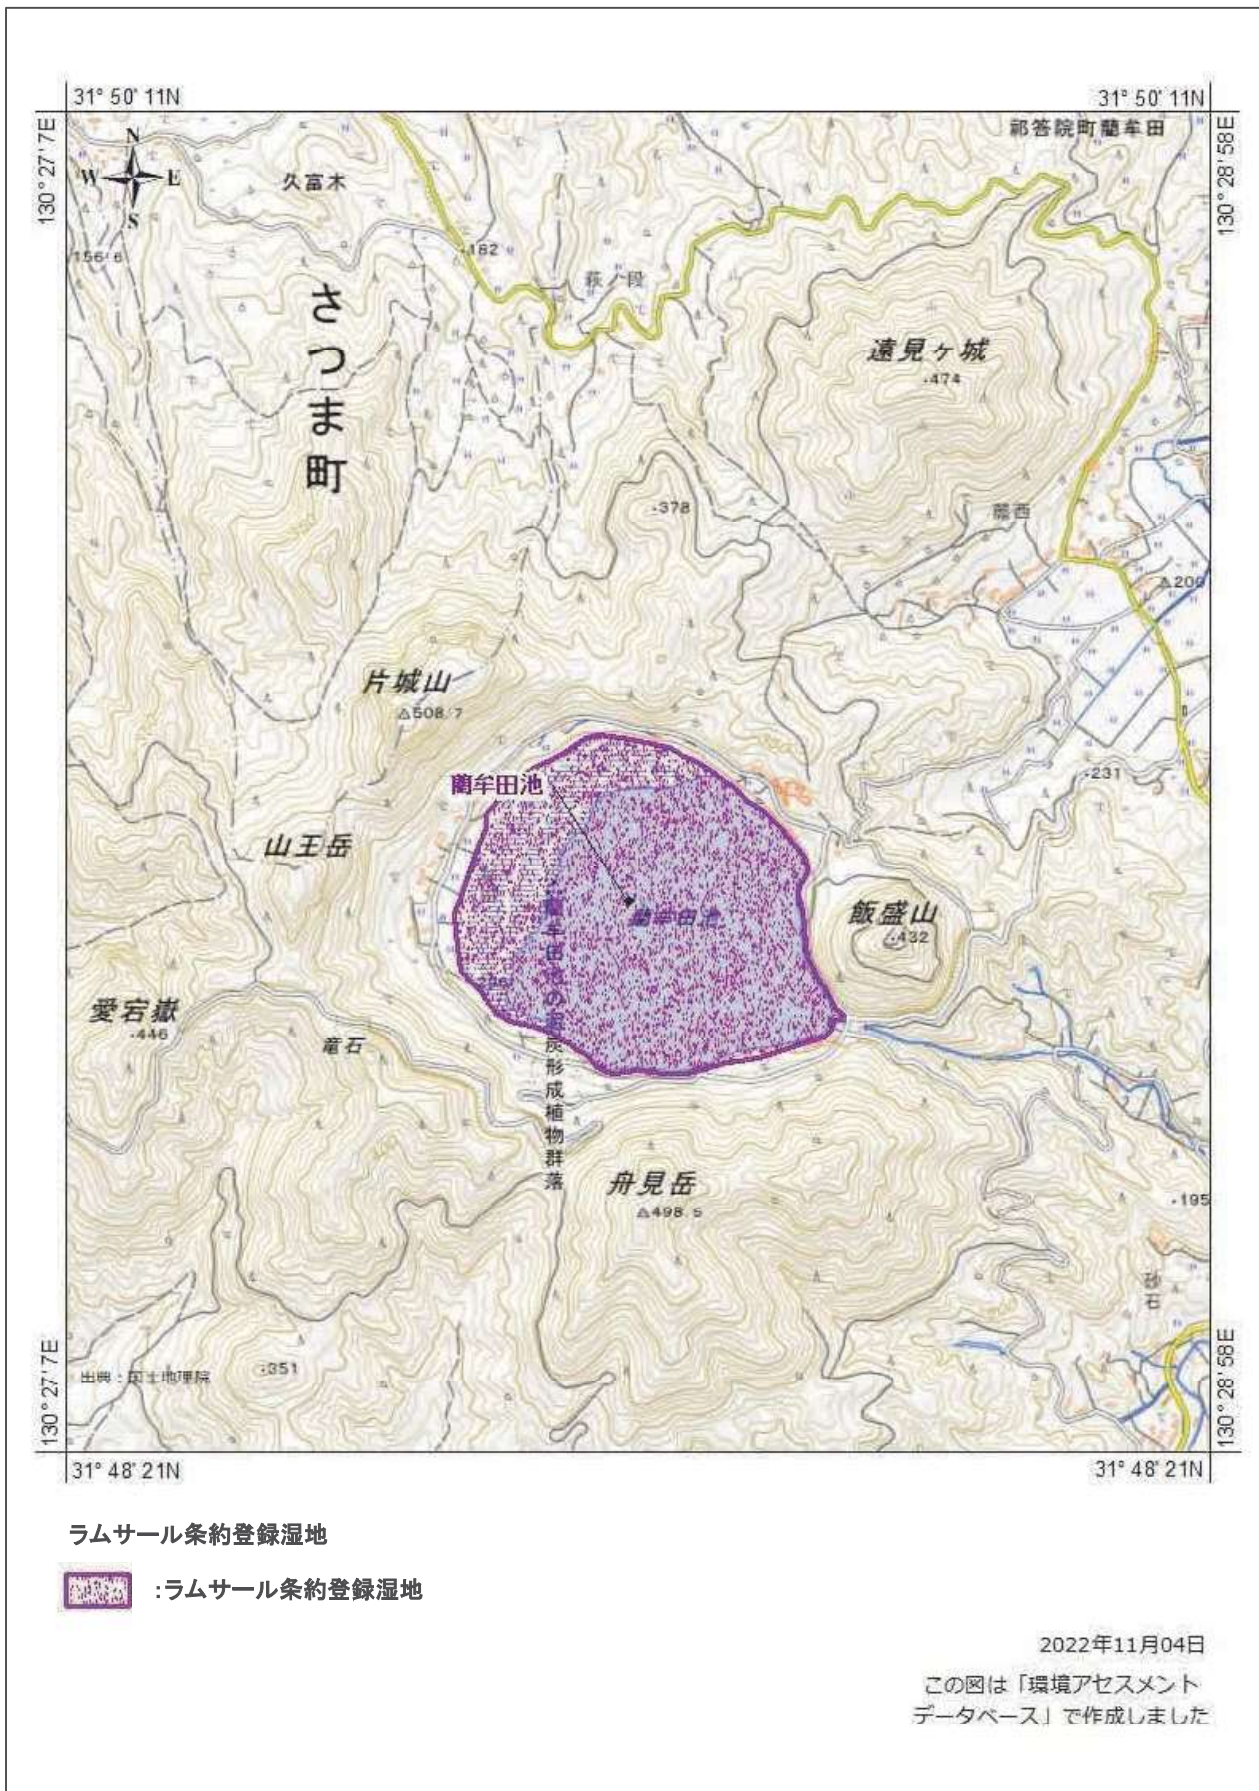 31° 50' 11N
31° 50' 11N
130° 27' 7E
130° 28' 58E
祁答院町藺牟田
N
W
E
S
久富木
182
156.6
萩ノ段
さつま町
遠見ヶ城
・474
・378
麓西
△200
片城山
△508.7
・231
藺牟田池
山王岳
藺牟田池
飯盛山
・432
藺牟田池の泥炭形成植物群落
愛宕嶽
・446
竜石
舟見岳
△498.5
・195
砂石
・351
出典:国土地理院
130° 27' 7E
130° 28' 58E
31° 48' 21N
31° 48' 21N
ラムサール条約登録湿地
:ラムサール条約登録湿地
2022年11月04日
この図は「環境アセスメント
データベース」で作成しました